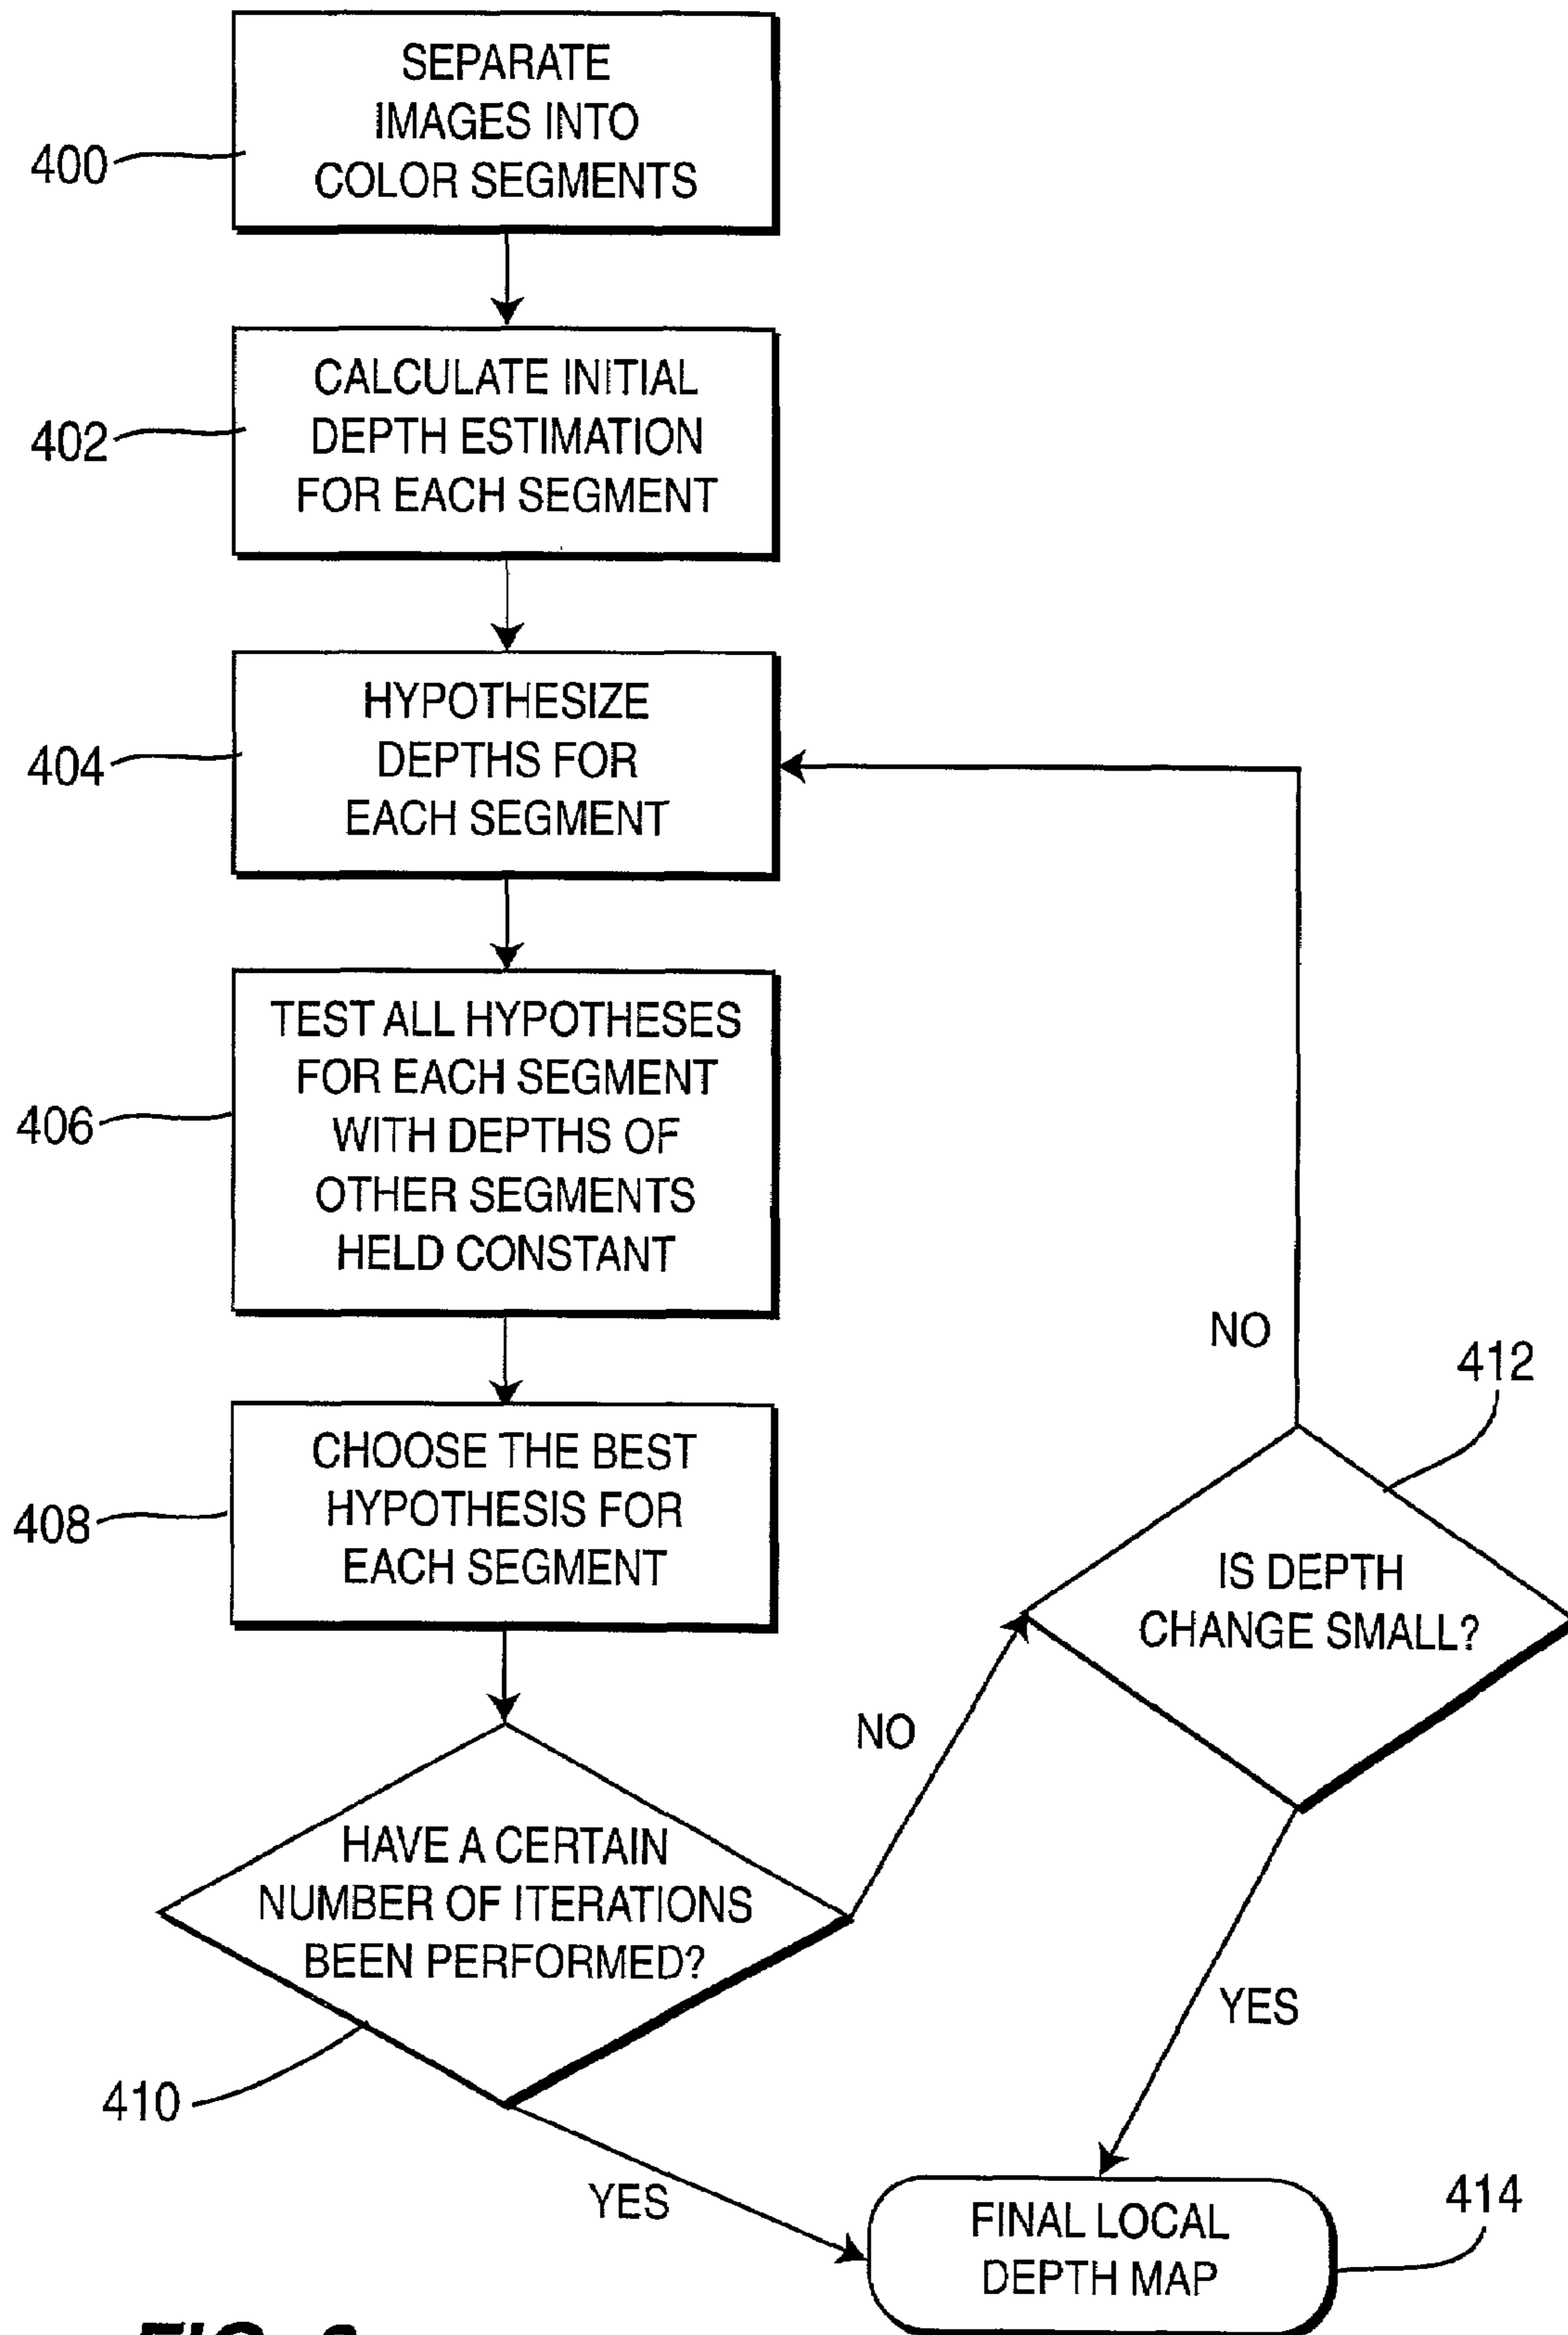 SEPARATE
IMAGES INTO
COLOR SEGMENTS
400
CALCULATE INITIAL
DEPTH ESTIMATION
FOR EACH SEGMENT
402
HYPOTHESIZE
DEPTHS FOR
EACH SEGMENT
404
TEST ALL HYPOTHESES
FOR EACH SEGMENT
WITH DEPTHS OF
OTHER SEGMENTS
HELD CONSTANT
406
NO
412
CHOOSE THE BEST
HYPOTHESIS FOR
EACH SEGMENT
408
IS DEPTH
CHANGE SMALL?
NO
HAVE A CERTAIN
NUMBER OF ITERATIONS
BEEN PERFORMED?
410
YES
YES
FINAL LOCAL
DEPTH MAP
414